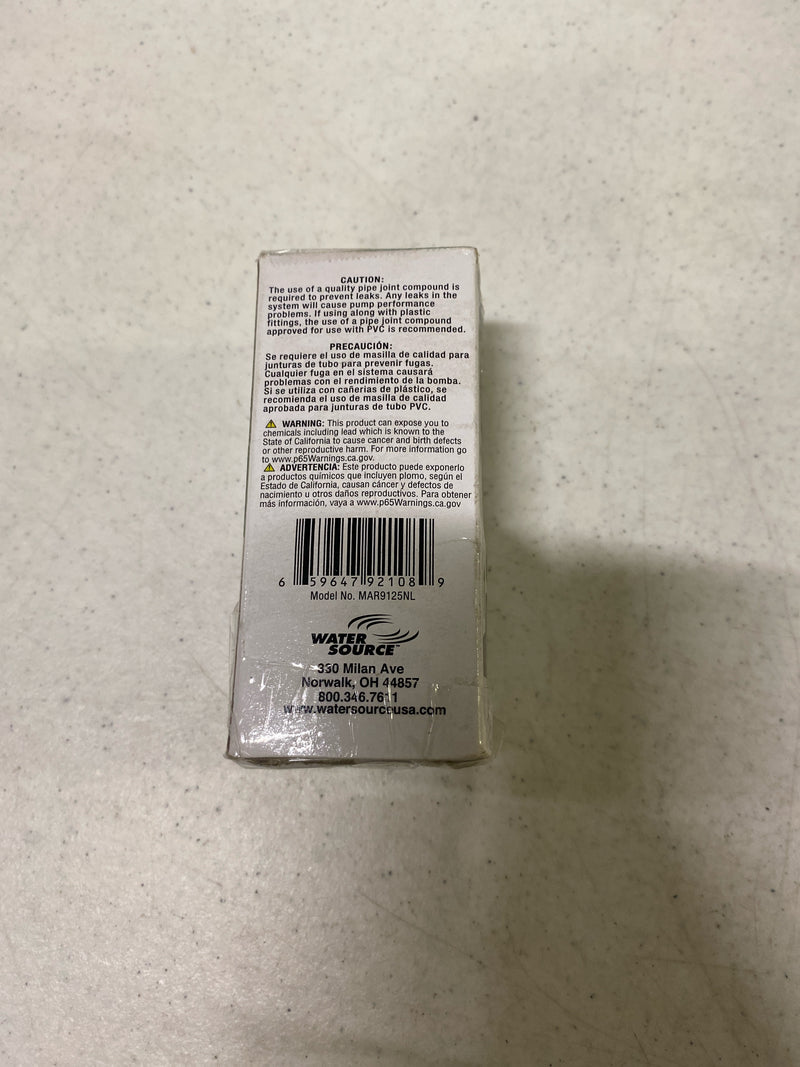 CAUTION:
The use of a quality pipe joint compound is
required to prevent leaks. Any leaks in the
system will cause pump performance
problems. If using along with plastic
fittings, the use of a pipe joint compound
approved for use with PVC is recommended.
PRECAUCIÓN:
Se requiere el uso de masilla de calidad para
junturas de tubo para prevenir fugas.
Cualquier fuga en el sistema causará
problemas con el rendimiento de la bomba.
Si se utiliza con cañerias de plástico, se
recomienda el uso de masilla de calidad
aprobada para junturas de tubo PVC.
WARNING: This product can expose you to
chemicals including lead which is known to the
State of California to cause cancer and birth defects
or other reproductive harm. For more information go
to www.p65Warnings.ca.gov.
ADVERTENCIA: Este producto puede exponerlo
a productos químicos que incluyen plomo, según el
Estado de California, causan cáncer y defectos de
nacimiento u otros daños reproductivos. Para obtener
más información, vaya a www.p65Warnings.ca.gov
6 59647 92108 9
Model No. MAR9125NL
WATER
SOURCE™
330 Milan Ave
Norwalk, OH 44857
www.watersourceusa.com